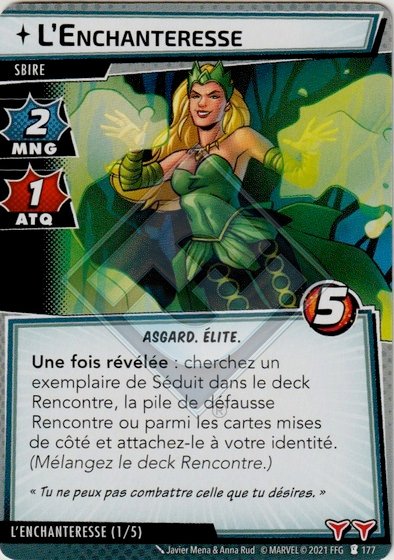 L'ENCHANTERESSE
SBIRE
2
MNG
1
ATQ
5
ASGARD. ÉLITE.
Une fois révélée : cherchez un
exemplaire de Séduit dans le deck
Rencontre, la pile de défausse
Rencontre ou parmi les cartes mises
de côté et attachez-le à votre identité.
(Mélangez le deck Rencontre.)
« Tu ne peux pas combattre celle que tu désires. »
L'ENCHANTERESSE (1/5)
Javier Mena & Anna Rud © MARVEL © 2021 FFG 177